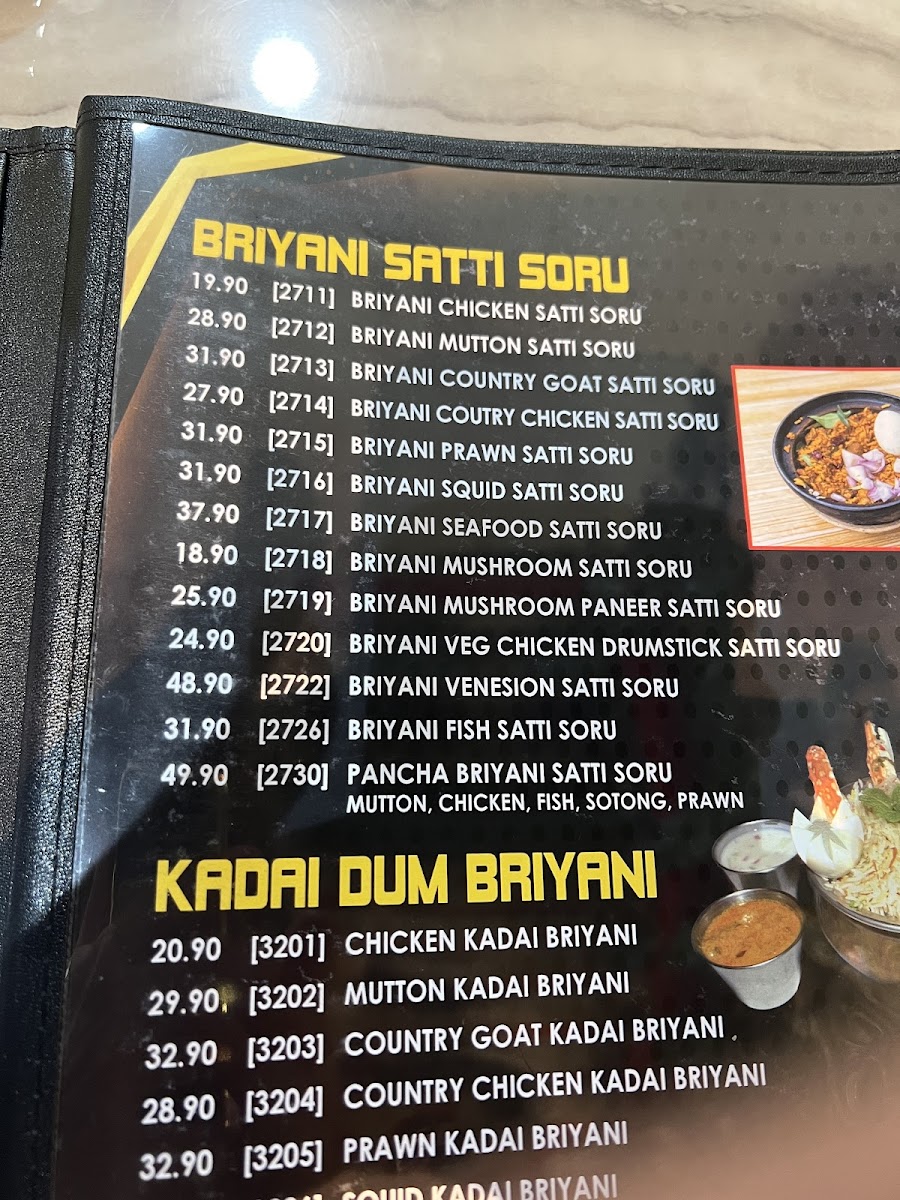 BRIYANI SATTI SORU
19.90 [2711] BRIYANI CHICKEN SATTI SORU
28.90 [2712] BRIYANI MUTTON SATTI SORU
31.90 [2713] BRIYANI COUNTRY GOAT SATTI SORU
27.90 [2714] BRIYANI COUTRY CHICKEN SATTI SORU
31.90 [2715] BRIYANI PRAWN SATTI SORU
31.90 [2716] BRIYANI SQUID SATTI SORU
37.90 [2717] BRIYANI SEAFOOD SATTI SORU
18.90 [2718] BRIYANI MUSHROOM SATTI SORU
25.90 [2719] BRIYANI MUSHROOM PANEER SATTI SORU
24.90 [2720] BRIYANI VEG CHICKEN DRUMSTICK SATTI SORU
48.90 [2722] BRIYANI VENESION SATTI SORU
31.90 [2726] BRIYANI FISH SATTI SORU
49.90 [2730] PANCHA BRIYANI SATTI SORU
MUTTON, CHICKEN, FISH, SOTONG, PRAWN
KADAI DUM BRIYANI
20.90 [3201] CHICKEN KADAI BRIYANI
29.90 [3202] MUTTON KADAI BRIYANI
32.90 [3203] COUNTRY GOAT KADAI BRIYANI
28.90 [3204] COUNTRY CHICKEN KADAI BRIYANI
32.90 [3205] PRAWN KADAI BRIYANI
SQUID KADAI BRIYANI